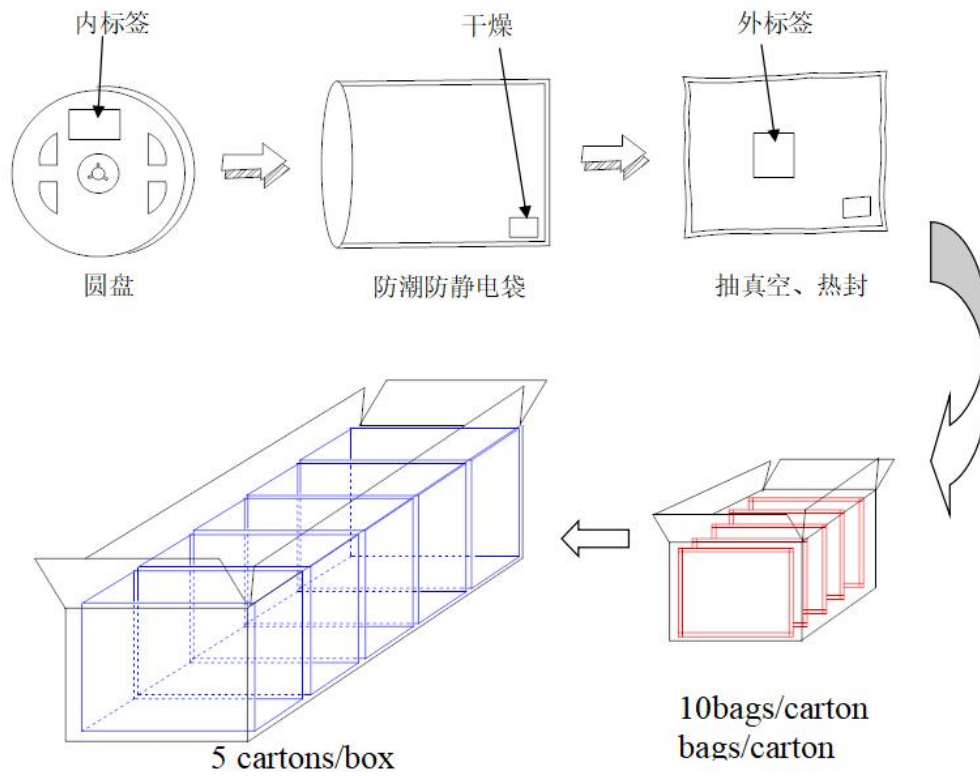 内标签
干燥
外标签
圆盘
防潮防静电袋
抽真空、热封
10bags/carton
bags/carton
5 cartons/box